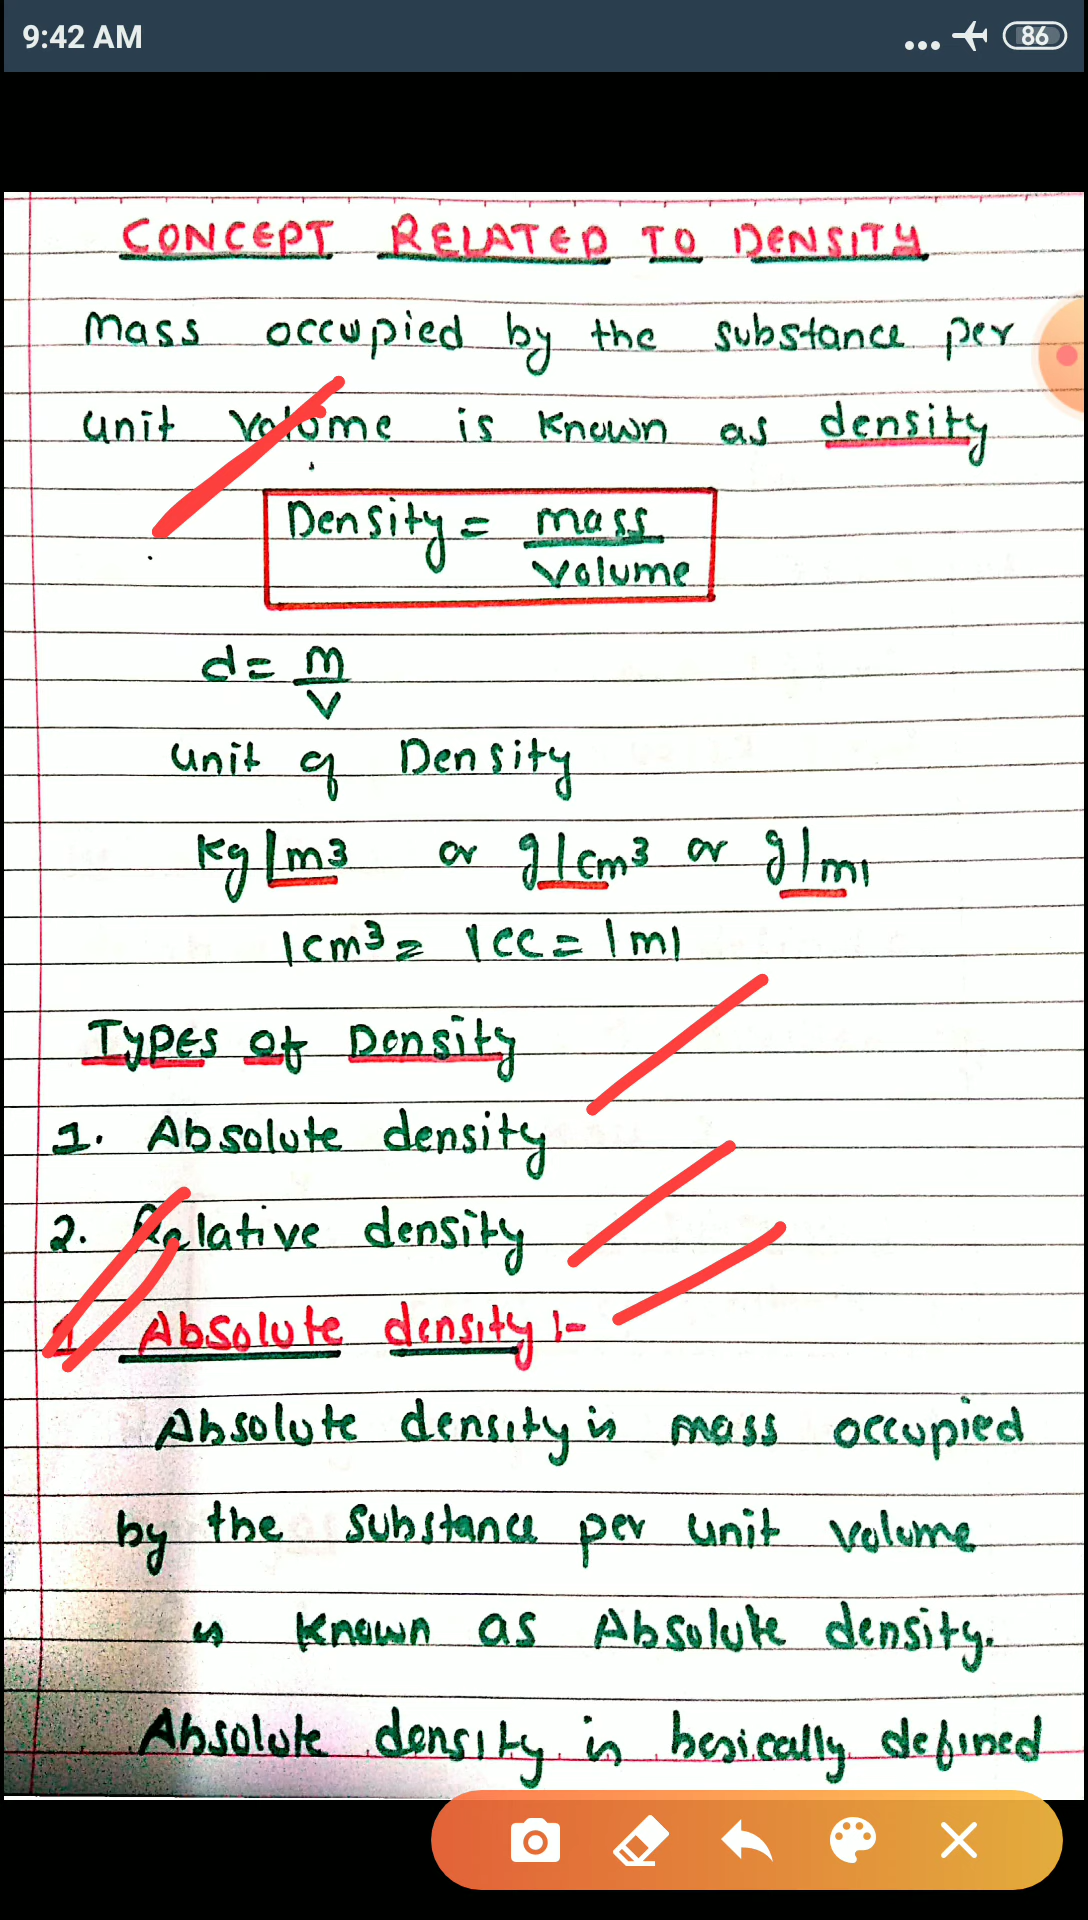 9:42 AM
86
CONCEPT RELATED TO DENSITY
Mass occupied by the substance per
unit volume is known as density
Density = mass
volume
d = m
v
unit of Density
kg/m3 or g/cm3 or g/ml
1cm3 = 1CC = 1ml
Types of Density
1. Absolute density
2. Relative density
1 Absolute density :-
Absolute density is mass occupied
by the substance per unit volume
is known as Absolute density.
Absolute density is basically defined